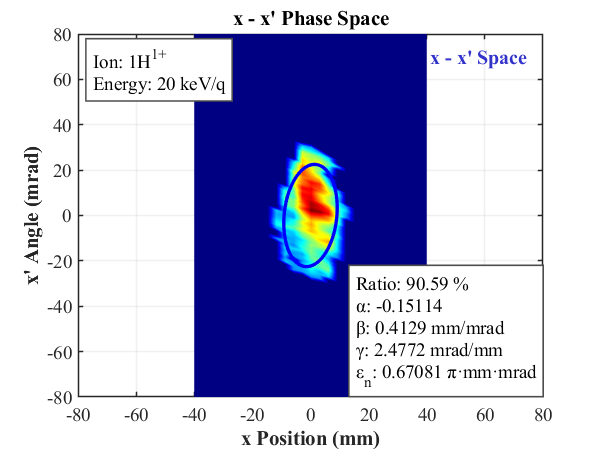 x - x' Phase Space
80
60
40
20
0
-20
-40
-60
-80
x' Angle (mrad)
Ion: 1H¹⁺
Energy: 20 keV/q
x - x' Space
Ratio: 90.59 %
α: -0.15114
β: 0.4129 mm/mrad
γ: 2.4772 mrad/mm
εₙ: 0.67081 π·mm·mrad
-80 -60 -40 -20 0 20 40 60 80
x Position (mm)